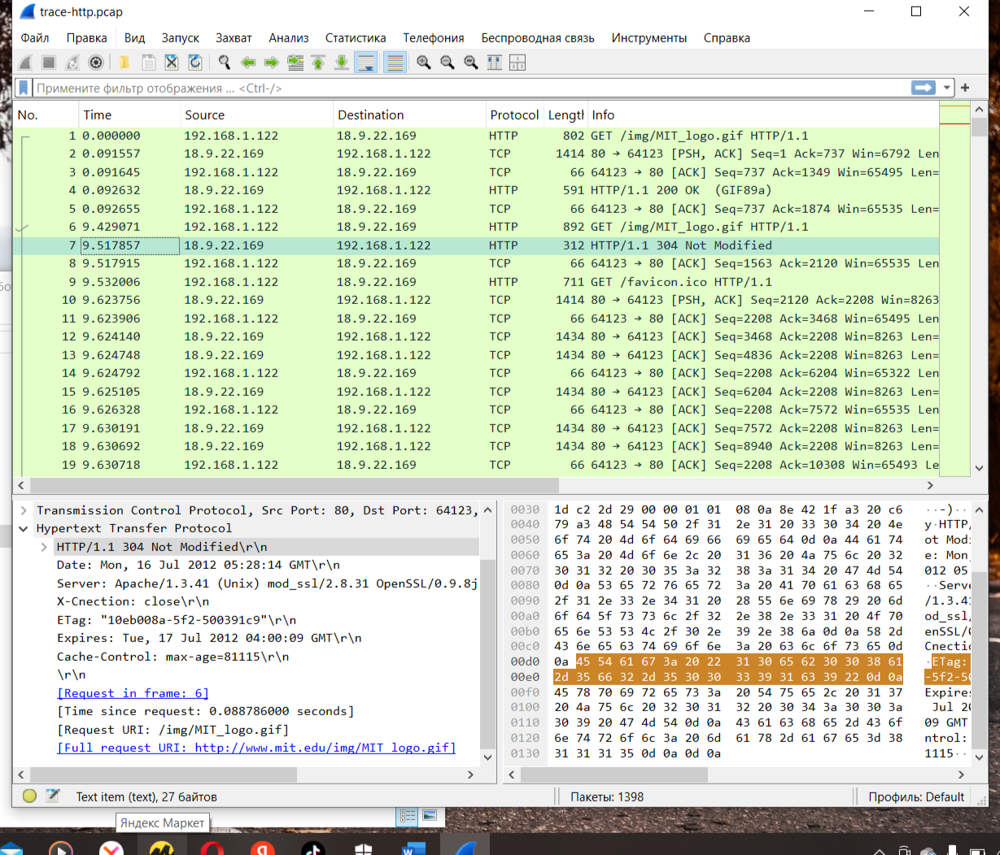 trace-http.pcap
Файл Правка Вид Запуск Захват Анализ Статистика Телефония Беспроводная связь Инструменты Справка
Примените фильтр отображения ... <Ctrl-/>
No. Time Source Destination Protocol Length Info
1 0.000000 192.168.1.122 18.9.22.169 HTTP 802 GET /img/MIT_logo.gif HTTP/1.1
2 0.091557 18.9.22.169 192.168.1.122 TCP 1414 80 → 64123 [PSH, ACK] Seq=1 Ack=737 Win=6792 Len
3 0.091645 192.168.1.122 18.9.22.169 TCP 66 64123 → 80 [ACK] Seq=737 Ack=1349 Win=65495 Len=
4 0.092632 18.9.22.169 192.168.1.122 HTTP 591 HTTP/1.1 200 OK (GIF89a)
5 0.092655 192.168.1.122 18.9.22.169 TCP 66 64123 → 80 [ACK] Seq=737 Ack=1874 Win=65535 Len=
6 9.429071 192.168.1.122 18.9.22.169 HTTP 892 GET /img/MIT_logo.gif HTTP/1.1
7 9.517857 18.9.22.169 192.168.1.122 HTTP 312 HTTP/1.1 304 Not Modified
8 9.517915 192.168.1.122 18.9.22.169 TCP 66 64123 → 80 [ACK] Seq=1563 Ack=2120 Win=65535 Len
9 9.532006 192.168.1.122 18.9.22.169 HTTP 711 GET /favicon.ico HTTP/1.1
10 9.623756 18.9.22.169 192.168.1.122 TCP 1414 80 → 64123 [PSH, ACK] Seq=2120 Ack=2208 Win=8263
11 9.623906 192.168.1.122 18.9.22.169 TCP 66 64123 → 80 [ACK] Seq=2208 Ack=3468 Win=65495 Len
12 9.624140 18.9.22.169 192.168.1.122 TCP 1434 80 → 64123 [ACK] Seq=3468 Ack=2208 Win=8263 Len=
13 9.624748 18.9.22.169 192.168.1.122 TCP 1434 80 → 64123 [ACK] Seq=4836 Ack=2208 Win=8263 Len=
14 9.624792 192.168.1.122 18.9.22.169 TCP 66 64123 → 80 [ACK] Seq=2208 Ack=6204 Win=65322 Len
15 9.625105 18.9.22.169 192.168.1.122 TCP 1434 80 → 64123 [ACK] Seq=6204 Ack=2208 Win=8263 Len=
16 9.626328 192.168.1.122 18.9.22.169 TCP 66 64123 → 80 [ACK] Seq=2208 Ack=7572 Win=65535 Len
17 9.630191 18.9.22.169 192.168.1.122 TCP 1434 80 → 64123 [ACK] Seq=7572 Ack=2208 Win=8263 Len=
18 9.630692 18.9.22.169 192.168.1.122 TCP 1434 80 → 64123 [ACK] Seq=8940 Ack=2208 Win=8263 Len=
19 9.630718 192.168.1.122 18.9.22.169 TCP 66 64123 → 80 [ACK] Seq=2208 Ack=10308 Win=65493 Le
Transmission Control Protocol, Src Port: 80, Dst Port: 64123,
Hypertext Transfer Protocol
HTTP/1.1 304 Not Modified\r\n
Date: Mon, 16 Jul 2012 05:28:14 GMT\r\n
Server: Apache/1.3.41 (Unix) mod_ssl/2.8.31 OpenSSL/0.9.8j
X-Cnection: close\r\n
ETag: "10eb008a-5f2-500391c9"\r\n
Expires: Tue, 17 Jul 2012 04:00:09 GMT\r\n
Cache-Control: max-age=81115\r\n
\r\n
[Request in frame: 6]
[Time since request: 0.088786000 seconds]
[Request URI: /img/MIT_logo.gif]
[Full request URI: http://www.mit.edu/img/MIT_logo.gif]
0030 1d c2 2d 29 00 00 01 01 08 0a 8e 42 1f a3 20 c6 ··-)··
0040 79 a3 48 54 54 50 2f 31 2e 31 20 33 30 34 20 4e y·HTTP/
0050 6f 74 20 4d 6f 64 69 66 69 65 64 0d 0a 44 61 74 ot Modi
0060 65 3a 20 4d 6f 6e 2c 20 31 36 20 4a 75 6c 20 32 e: Mon,
0070 30 31 32 20 30 35 3a 32 38 3a 31 34 20 47 4d 54 012 05
0080 0d 0a 53 65 72 76 65 72 3a 20 41 70 61 63 68 65 ··Serve
0090 2f 31 2e 33 2e 34 31 20 28 55 6e 69 78 29 20 6d /1.3.41
00a0 6f 64 5f 73 73 6c 2f 32 2e 38 2e 33 31 20 4f 70 od_ssl/
00b0 65 6e 53 53 4c 2f 30 2e 39 2e 38 6a 0d 0a 58 2d enSSL/0
00c0 43 6e 65 63 74 69 6f 6e 3a 20 63 6c 6f 73 65 0d Cnectio
00d0 0a 45 54 61 67 3a 20 22 31 30 65 62 30 30 38 61 ·ETag:
00e0 2d 35 66 32 2d 35 30 30 33 39 31 63 39 22 0d 0a -5f2-50
00f0 45 78 70 69 72 65 73 3a 20 54 75 65 2c 20 31 37 Expires
0100 20 4a 75 6c 20 32 30 31 32 20 30 34 3a 30 30 3a Jul 20
0110 30 39 20 47 4d 54 0d 0a 43 61 63 68 65 2d 43 6f 09 GMT
0120 6e 74 72 6f 6c 3a 20 6d 61 78 2d 61 67 65 3d 38 ntrol:
0130 31 31 31 35 0d 0a 0d 0a 1115··
Text item (text), 27 байтов Пакеты: 1398 Профиль: Default
Яндекс Маркет